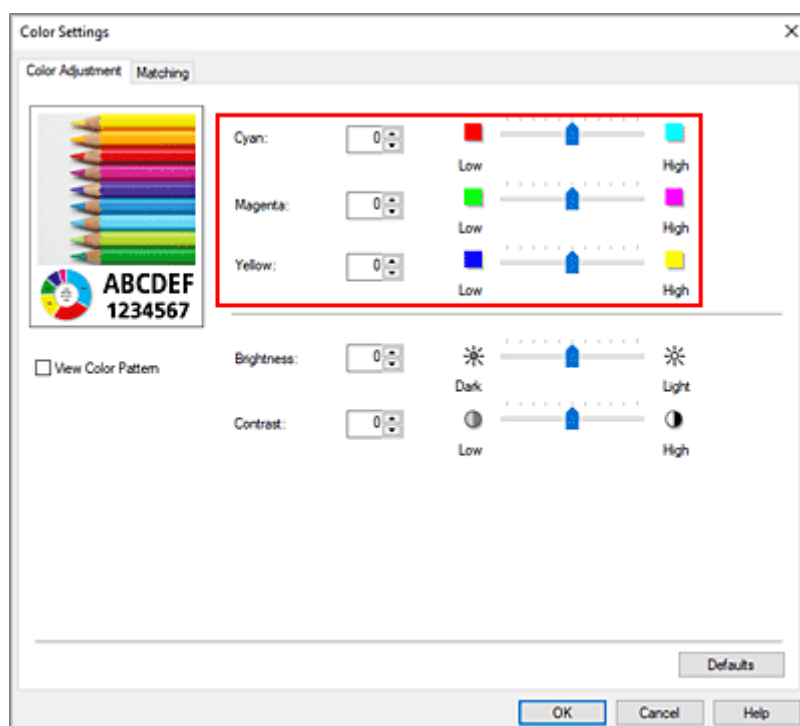 Color Settings
Color Adjustment Matching
Cyan: 0
Low High
Magenta: 0
Low High
Yellow: 0
Low High
ABCDEF
1234567
View Color Pattern
Brightness: 0
Dark Light
Contrast: 0
Low High
Defaults
OK Cancel Help